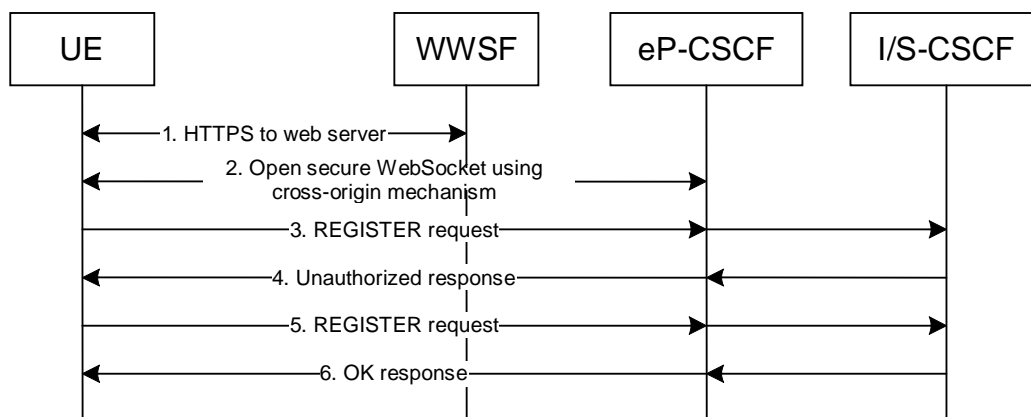 UE
WWSF
eP-CSCF
I/S-CSCF
1. HTTPS to web server
2. Open secure WebSocket using
cross-origin mechanism
3. REGISTER request
4. Unauthorized response
5. REGISTER request
6. OK response